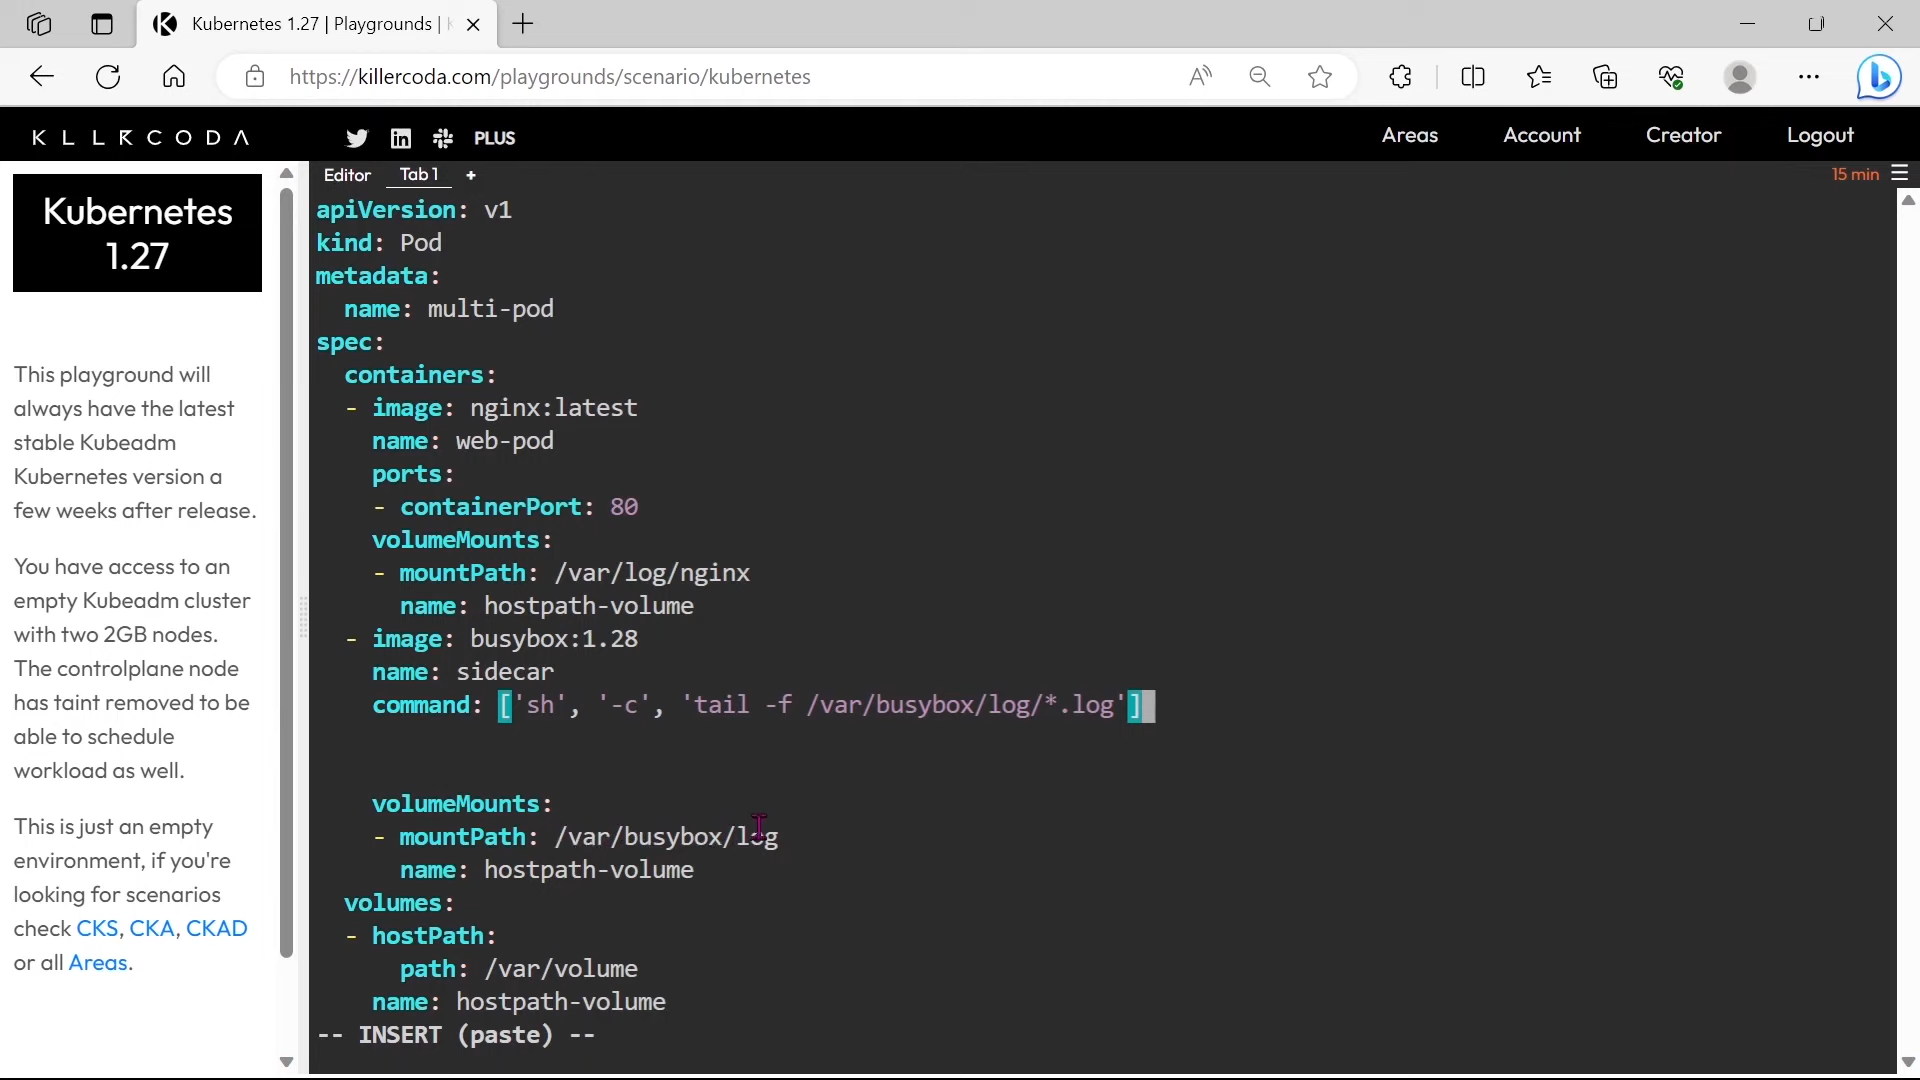 Kubernetes 1.27 | Playgrounds |
https://killercoda.com/playgrounds/scenario/kubernetes
KLLRCODA
PLUS
Areas
Account
Creator
Logout
Kubernetes
1.27
This playground will
always have the latest
stable Kubeadm
Kubernetes version a
few weeks after release.
You have access to an
empty Kubeadm cluster
with two 2GB nodes.
The controlplane node
has taint removed to be
able to schedule
workload as well.
This is just an empty
environment, if you're
looking for scenarios
check CKS, CKA, CKAD
or all Areas.
Editor
Tab 1
+
15 min
apiVersion: v1
kind: Pod
metadata:
  name: multi-pod
spec:
  containers:
  - image: nginx:latest
    name: web-pod
    ports:
    - containerPort: 80
    volumeMounts:
    - mountPath: /var/log/nginx
      name: hostpath-volume
  - image: busybox:1.28
    name: sidecar
    command: ['sh', '-c', 'tail -f /var/busybox/log/*.log']
    volumeMounts:
    - mountPath: /var/busybox/log
      name: hostpath-volume
  volumes:
  - hostPath:
      path: /var/volume
    name: hostpath-volume
-- INSERT (paste) --